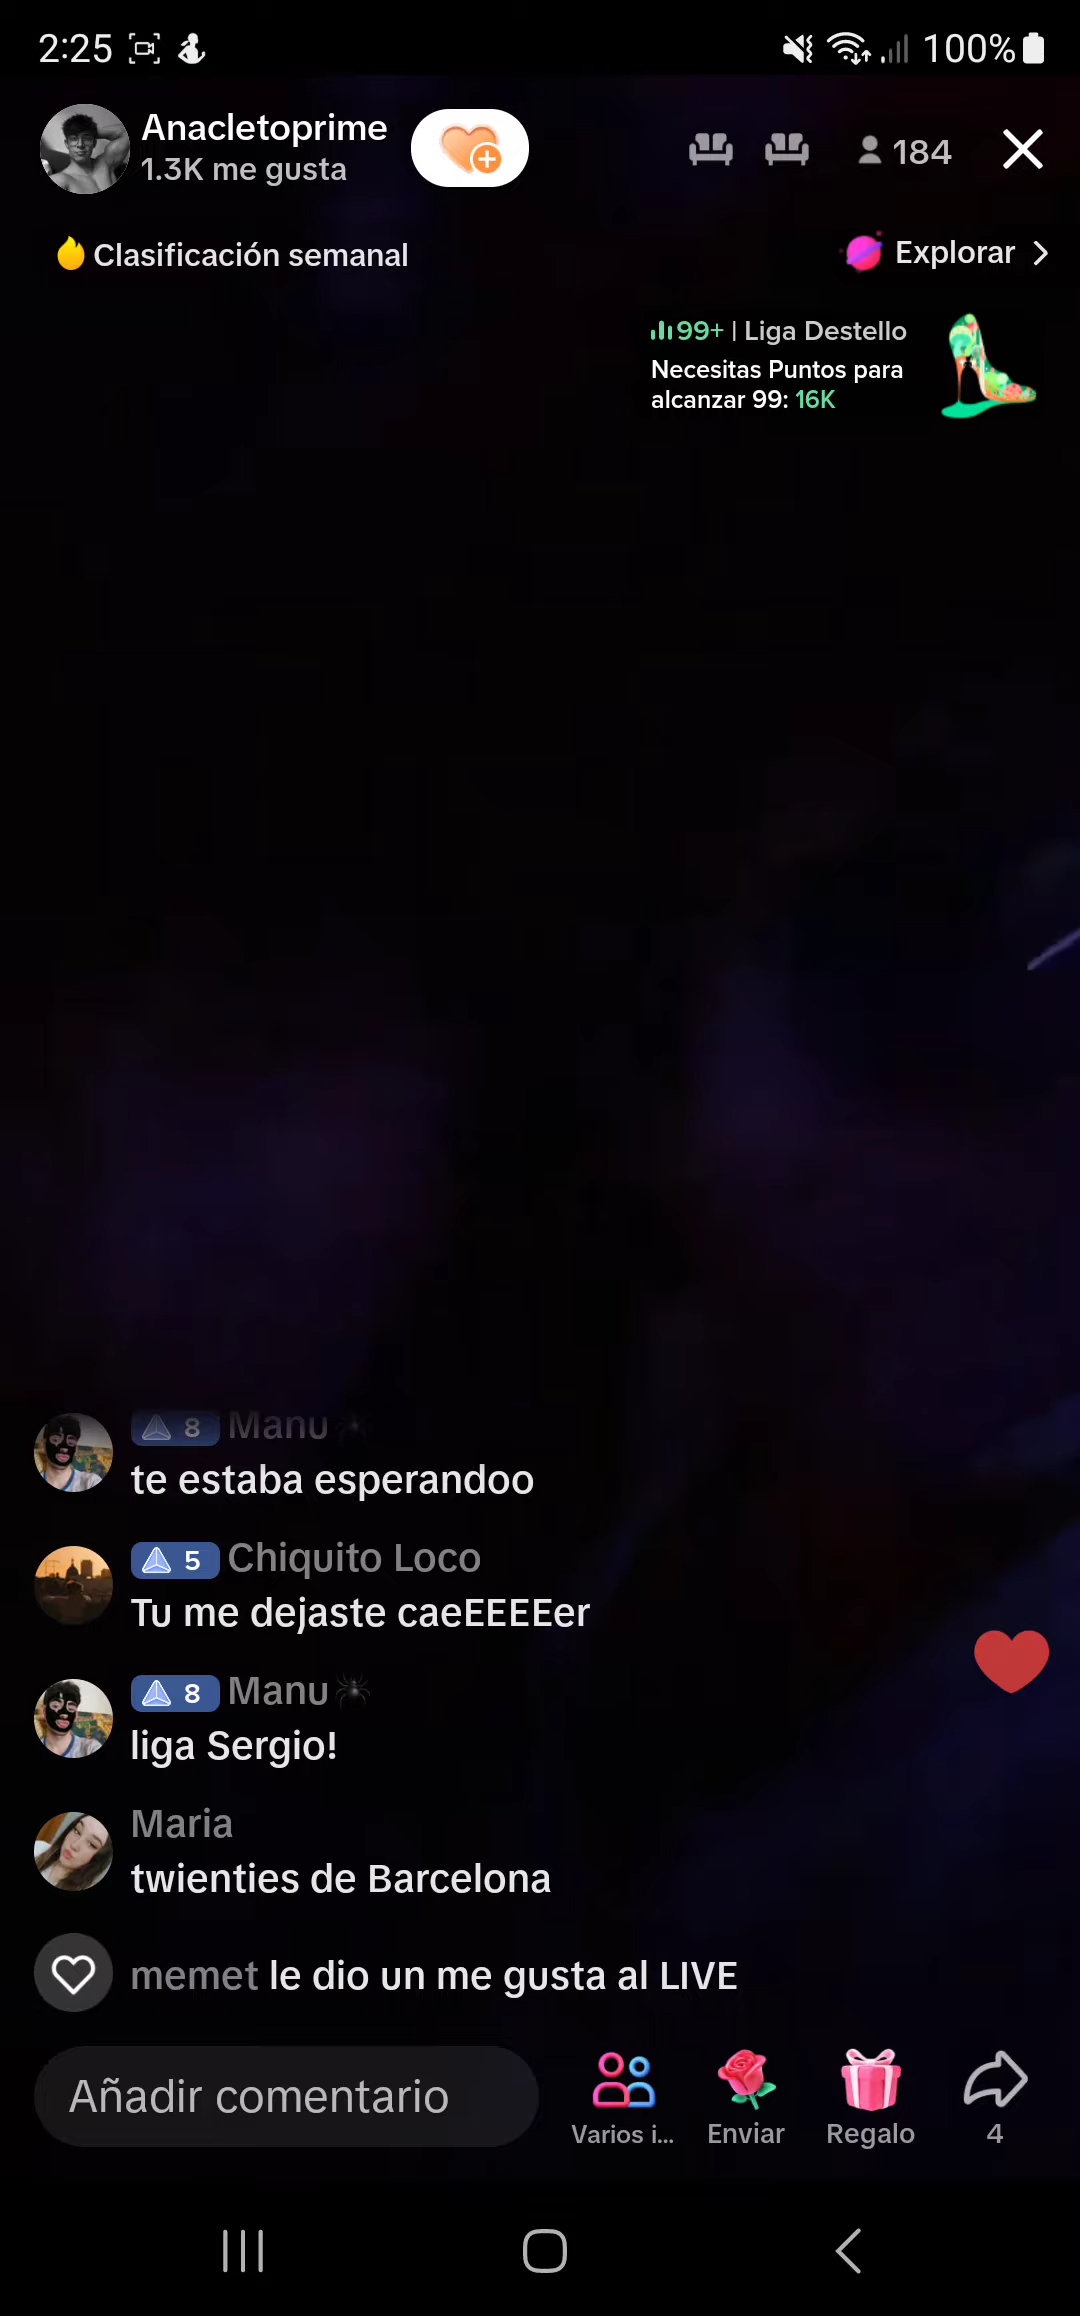 2:25
100%
Anacletoprime
1.3K me gusta
184
Clasificación semanal
Explorar
99+ | Liga Destello
Necesitas Puntos para
alcanzar 99: 16K
8 Manu
te estaba esperandoo
5 Chiquito Loco
Tu me dejaste caeEEEEer
8 Manu🕷
liga Sergio!
Maria
twienties de Barcelona
memet le dio un me gusta al LIVE
Añadir comentario
Varios i...
Enviar
Regalo
4